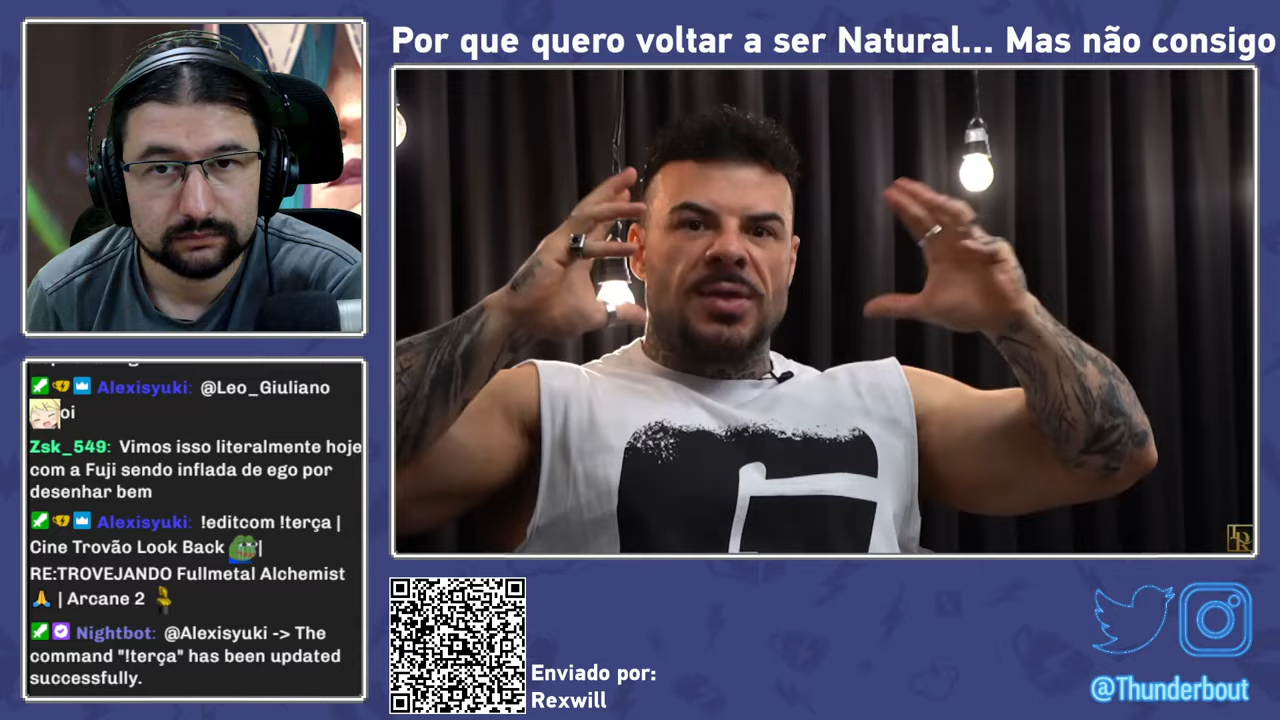 Por que quero voltar a ser Natural... Mas não consigo
Alexisyuki: @Leo_Giuliano
oi
Zsk_549: Vimos isso literalmente hoje
com a Fuji sendo inflada de ego por
desenhar bem
Alexisyuki: !editcom !terça |
Cine Trovão Look Back |
RE:TROVEJANDO Fullmetal Alchemist
| Arcane 2
Nightbot: @Alexisyuki -> The
command "!terça" has been updated
successfully.
Enviado por:
Rexwill
@Thunderbout